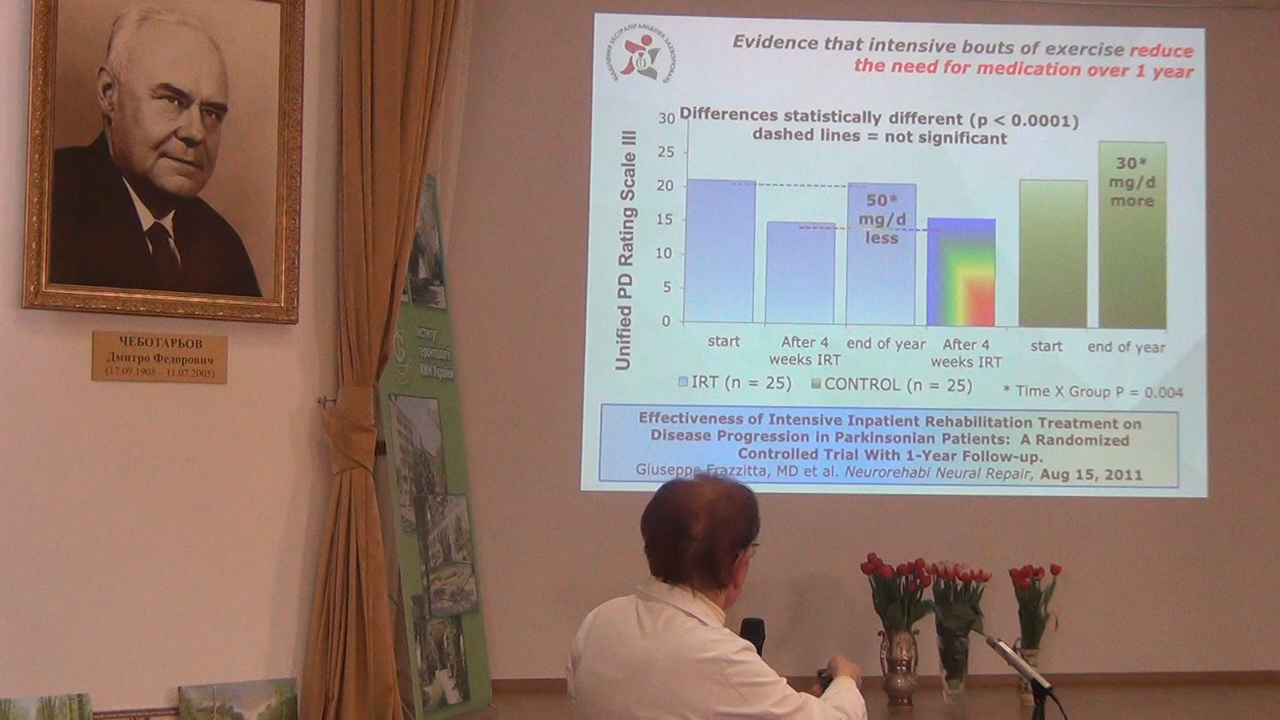 ЧЕБОТАРЬОВ
Дмитро Федорович
(17.09.1908 – 11.07.2005)
Інститут
геронтології
АМН України
Evidence that intensive bouts of exercise reduce
the need for medication over 1 year
Differences statistically different (p < 0.0001)
dashed lines = not significant
Unified PD Rating Scale III
30
25
20
15
10
5
0
50*
mg/d
less
30*
mg/d
more
start
After 4
weeks IRT
end of year
After 4
weeks IRT
start
end of year
IRT (n = 25)
CONTROL (n = 25)
* Time X Group P = 0.004
Effectiveness of Intensive Inpatient Rehabilitation Treatment on
Disease Progression in Parkinsonian Patients: A Randomized
Controlled Trial With 1-Year Follow-up.
Giuseppe Frazzitta, MD et al. Neurorehabi Neural Repair, Aug 15, 2011